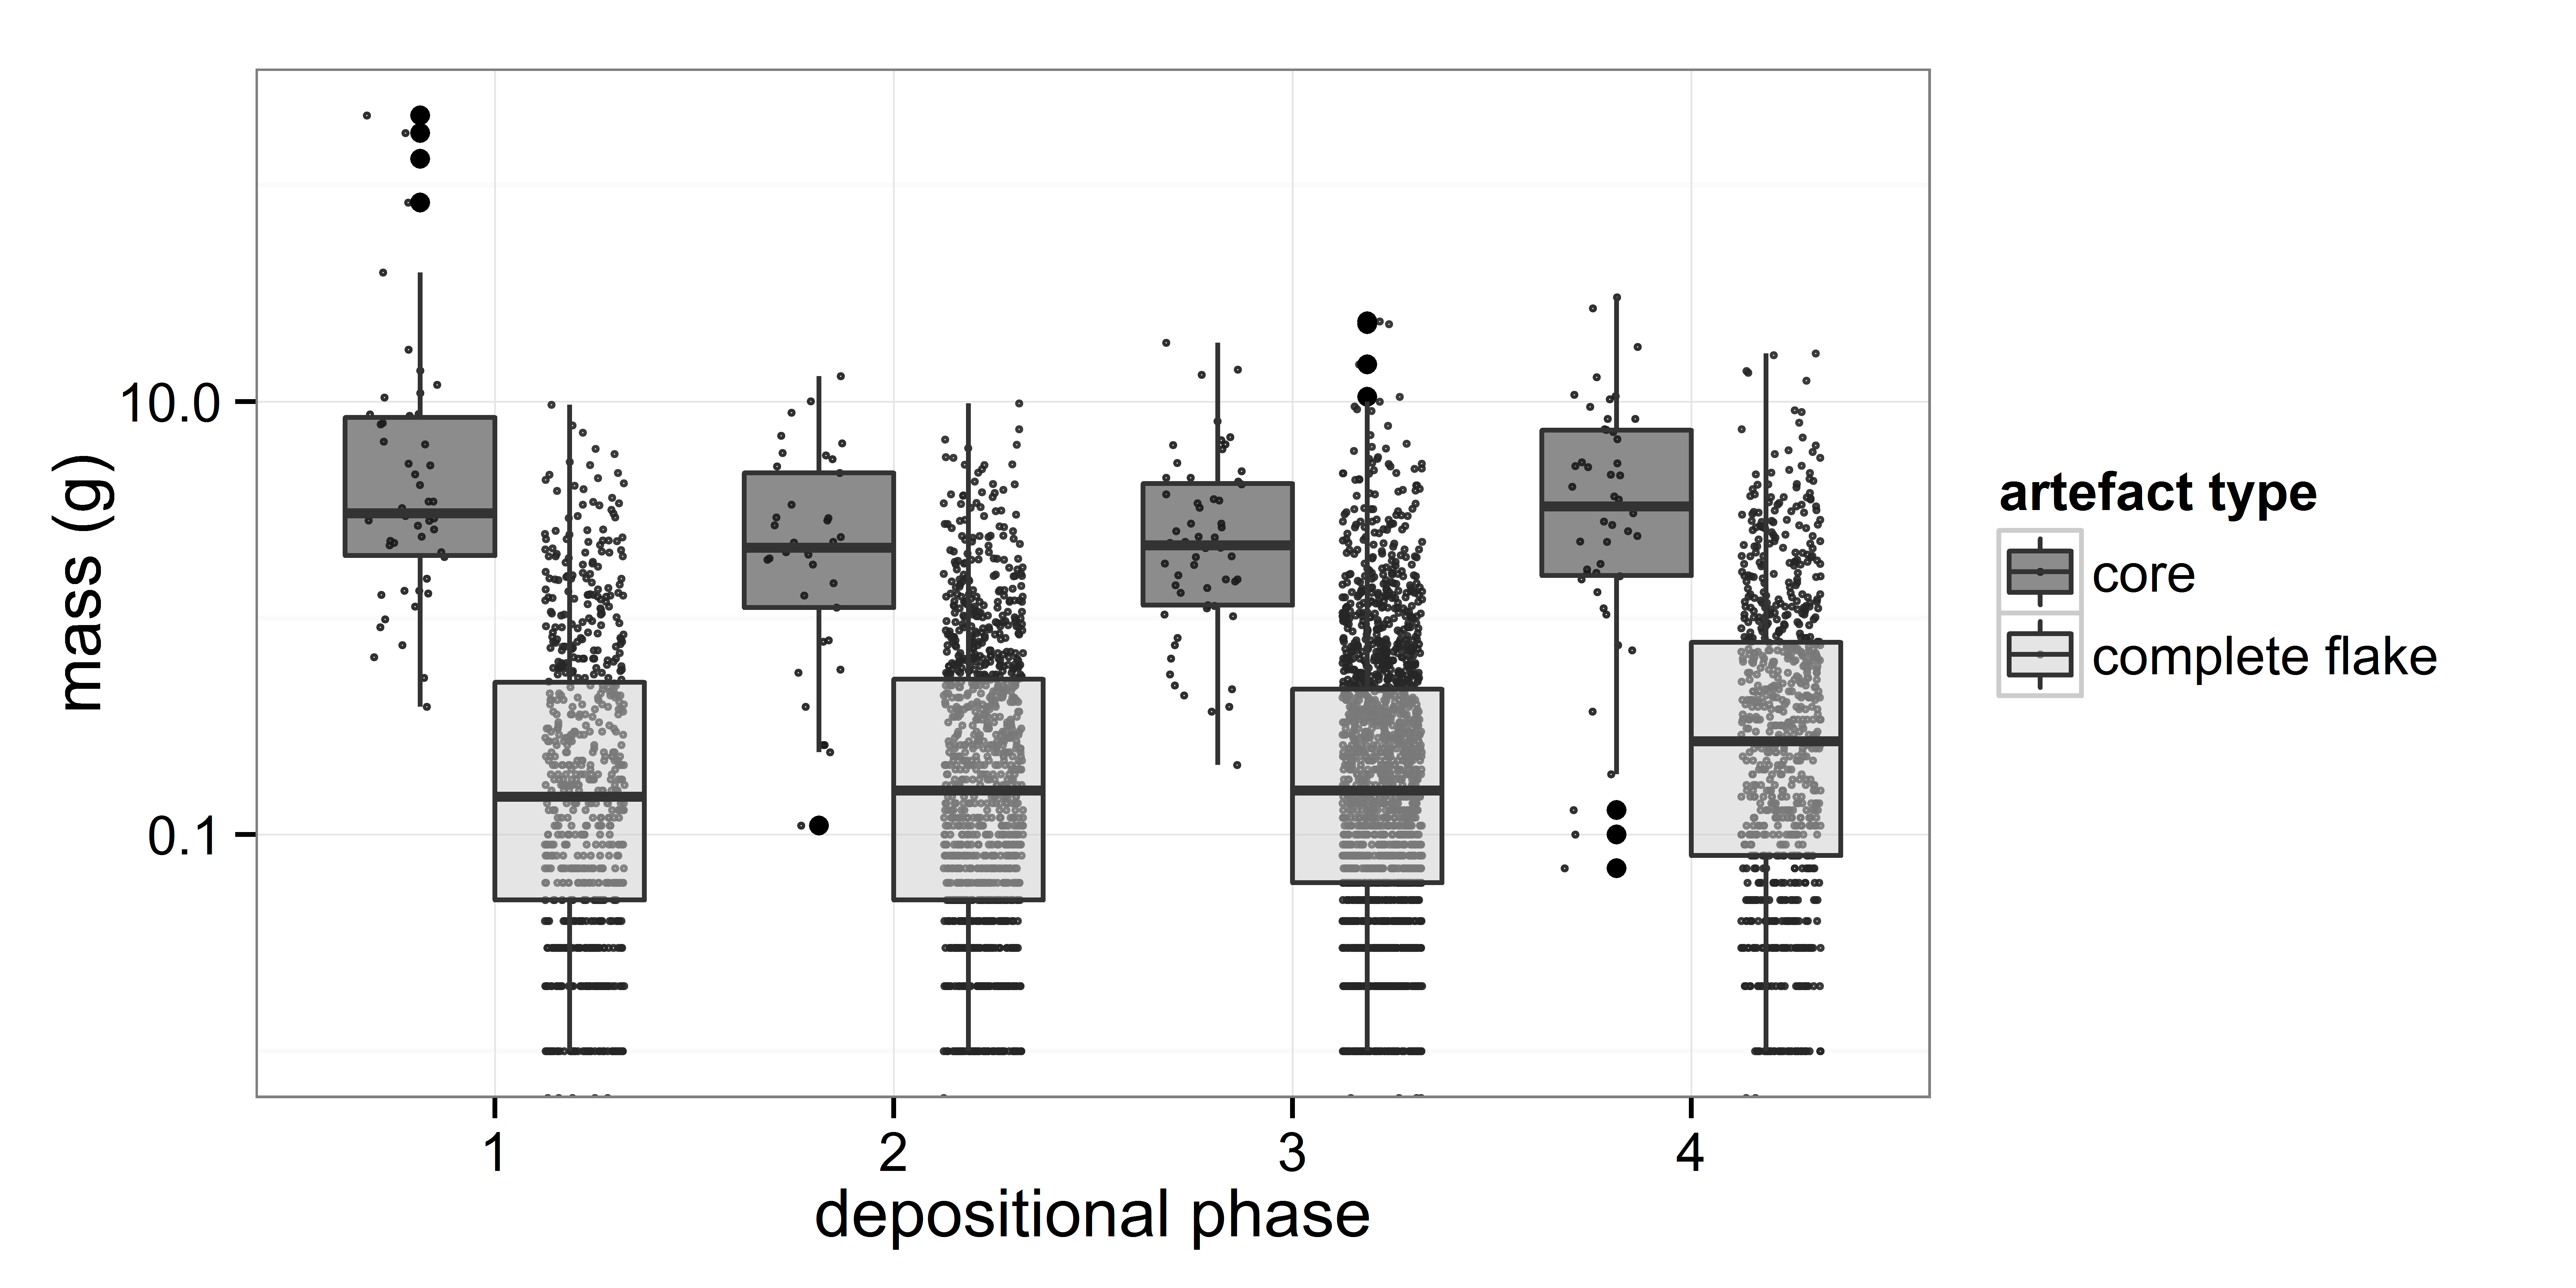 mass (g)
10.0
0.1
1 2 3 4
depositional phase
artefact type
core
complete flake